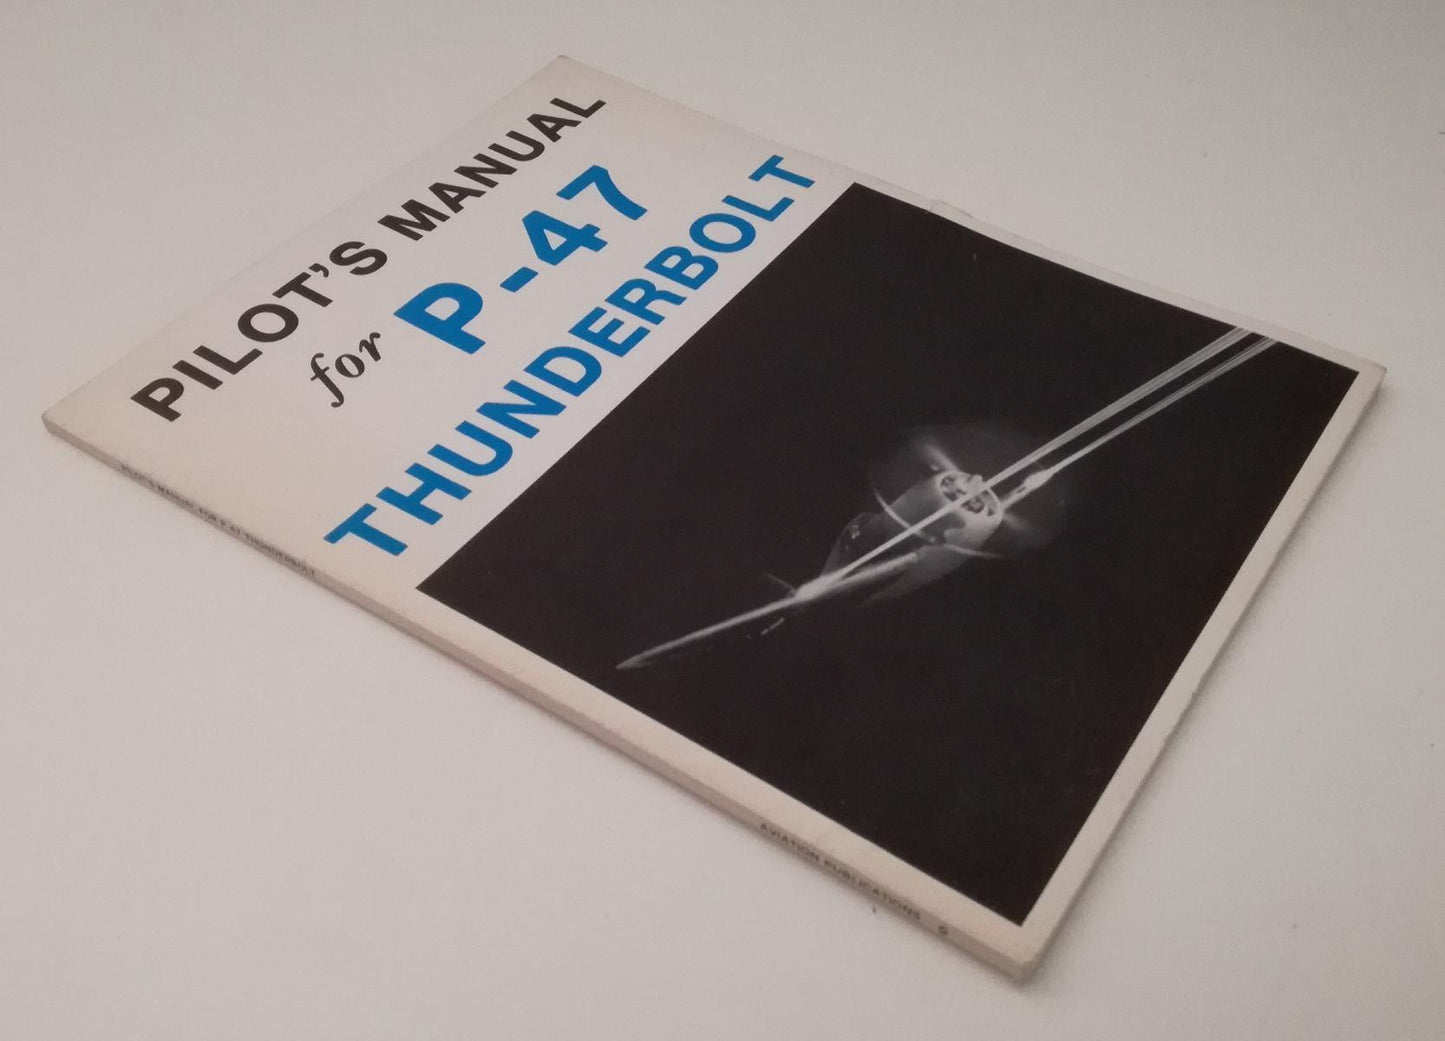 PILOT'S MANUAL
for P-47
THUNDERBOLT
PILOT'S MANUAL FOR P-47 THUNDERBOLT
AVIATION PUBLICATIONS